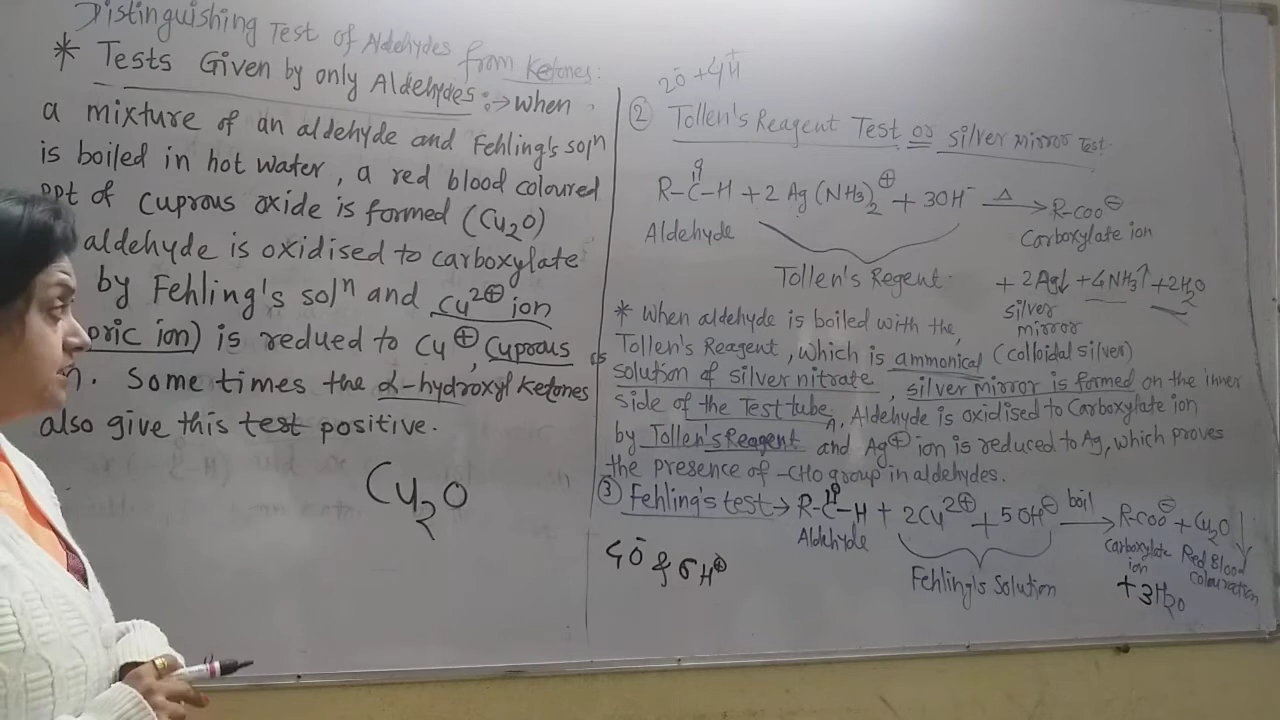 Distinguishing Test of Aldehydes from Ketones:
* Tests Given by only Aldehydes :→ when
a mixture of an aldehyde and Fehling's solⁿ
is boiled in hot water, a red blood coloured
ppt of cuprous oxide is formed (Cu₂O)
aldehyde is oxidised to carboxylate
by Fehling's solⁿ and Cu²⊕ ion
pric ion) is redued to Cu⊕, Cuprous
n. Some times the α-hydroxyl ketones
also give this test positive.
Cu₂O
2O + 4H⁺
② Tollen's Reagent Test or silver mirror Test.
O
R-C-H + 2 Ag(NH₃)₂⊕ + 3OH⁻ △→ R-COO⊖
Aldehyde Carboxylate ion
Tollen's Regent + 2Ag↓ + 4NH₃↑ + 2H₂O
silver
mirror
* When aldehyde is boiled with the,
Tollen's Reagent, which is ammonical (colloidal silver)
solution of silver nitrate, silver mirror is formed on the inner
side of the Test tube. Aldehyde is oxidised to Carboxylate ion
by Tollen's Reagent and Ag⊕ ion is reduced to Ag, which proves
the presence of -CHO group in aldehydes.
③ Fehling's test → R-C-H + 2Cu²⊕ + 5OH⊖ boil→ R-COO⊖ + Cu₂O↓
O
Aldehyde Carboxylate ion Red Blood colouration
Fehling's Solution + 3H₂O
& 6H⊕